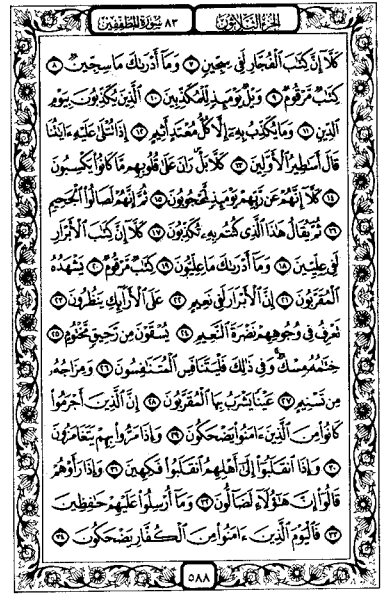 الجزء الثلاثون
٨٣ سورة المطففين
كَلَّآ إِنَّ كِتَٰبَ ٱلْفُجَّارِ لَفِى سِجِّينٍ ٧ وَمَآ أَدْرَىٰكَ مَا سِجِّينٌ ٨
كِتَٰبٌ مَّرْقُومٌ ٩ وَيْلٌ يَوْمَئِذٍ لِّلْمُكَذِّبِينَ ١٠ ٱلَّذِينَ يُكَذِّبُونَ بِيَوْمِ
ٱلدِّينِ ١١ وَمَا يُكَذِّبُ بِهِۦٓ إِلَّا كُلُّ مُعْتَدٍ أَثِيمٍ ١٢ إِذَا تُتْلَىٰ عَلَيْهِ ءَايَٰتُنَا
قَالَ أَسَٰطِيرُ ٱلْأَوَّلِينَ ١٣ كَلَّا بَلْ رَانَ عَلَىٰ قُلُوبِهِم مَّا كَانُوا۟ يَكْسِبُونَ
١٤ كَلَّآ إِنَّهُمْ عَن رَّبِّهِمْ يَوْمَئِذٍ لَّمَحْجُوبُونَ ١٥ ثُمَّ إِنَّهُمْ لَصَالُوا۟ ٱلْجَحِيمِ
١٦ ثُمَّ يُقَالُ هَٰذَا ٱلَّذِى كُنتُم بِهِۦ تُكَذِّبُونَ ١٧ كَلَّآ إِنَّ كِتَٰبَ ٱلْأَبْرَارِ
لَفِى عِلِّيِّينَ ١٨ وَمَآ أَدْرَىٰكَ مَا عِلِّيُّونَ ١٩ كِتَٰبٌ مَّرْقُومٌ ٢٠ يَشْهَدُهُ
ٱلْمُقَرَّبُونَ ٢١ إِنَّ ٱلْأَبْرَارَ لَفِى نَعِيمٍ ٢٢ عَلَى ٱلْأَرَآئِكِ يَنظُرُونَ ٢٣
تَعْرِفُ فِى وُجُوهِهِمْ نَضْرَةَ ٱلنَّعِيمِ ٢٤ يُسْقَوْنَ مِن رَّحِيقٍ مَّخْتُومٍ ٢٥
خِتَٰمُهُۥ مِسْكٌ ۚ وَفِى ذَٰلِكَ فَلْيَتَنَافَسِ ٱلْمُتَنَٰفِسُونَ ٢٦ وَمِزَاجُهُۥ
مِن تَسْنِيمٍ ٢٧ عَيْنًا يَشْرَبُ بِهَا ٱلْمُقَرَّبُونَ ٢٨ إِنَّ ٱلَّذِينَ أَجْرَمُوا۟
كَانُوا۟ مِنَ ٱلَّذِينَ ءَامَنُوا۟ يَضْحَكُونَ ٢٩ وَإِذَا مَرُّوا۟ بِهِمْ يَتَغَامَزُونَ
٣٠ وَإِذَا ٱنقَلَبُوٓا۟ إِلَىٰٓ أَهْلِهِمُ ٱنقَلَبُوا۟ فَكِهِينَ ٣١ وَإِذَا رَأَوْهُمْ
قَالُوٓا۟ إِنَّ هَٰٓؤُلَآءِ لَضَآلُّونَ ٣٢ وَمَآ أُرْسِلُوا۟ عَلَيْهِمْ حَٰفِظِينَ
٣٣ فَٱلْيَوْمَ ٱلَّذِينَ ءَامَنُوا۟ مِنَ ٱلْكُفَّارِ يَضْحَكُونَ ٣٤
٥٨٨